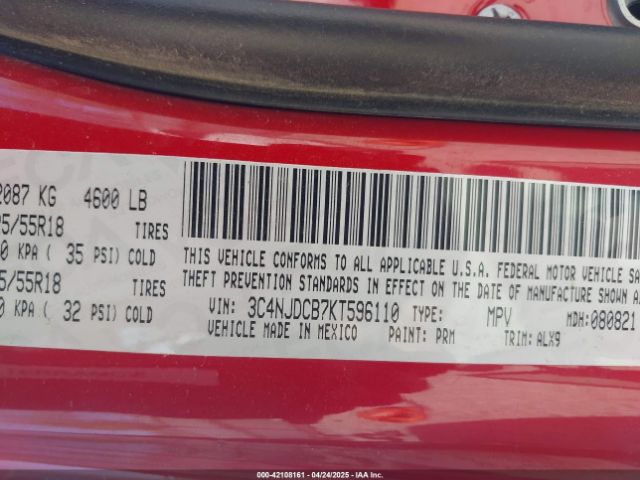 2087 KG 4600 LB
5/55R18 TIRES
0 KPA ( 35 PSI) COLD
5/55R18 TIRES
0 KPA ( 32 PSI) COLD
THIS VEHICLE CONFORMS TO ALL APPLICABLE U.S.A. FEDERAL MOTOR VEHICLE SA
THEFT PREVENTION STANDARDS IN EFFECT ON THE DATE OF MANUFACTURE SHOWN AB
VIN: 3C4NJDCB7KT596110 TYPE: MPV MDH:080821
VEHICLE MADE IN MEXICO PAINT: PRM TRIM: ALX9
000-42108161 | 04/24/2025 - IAA Inc.